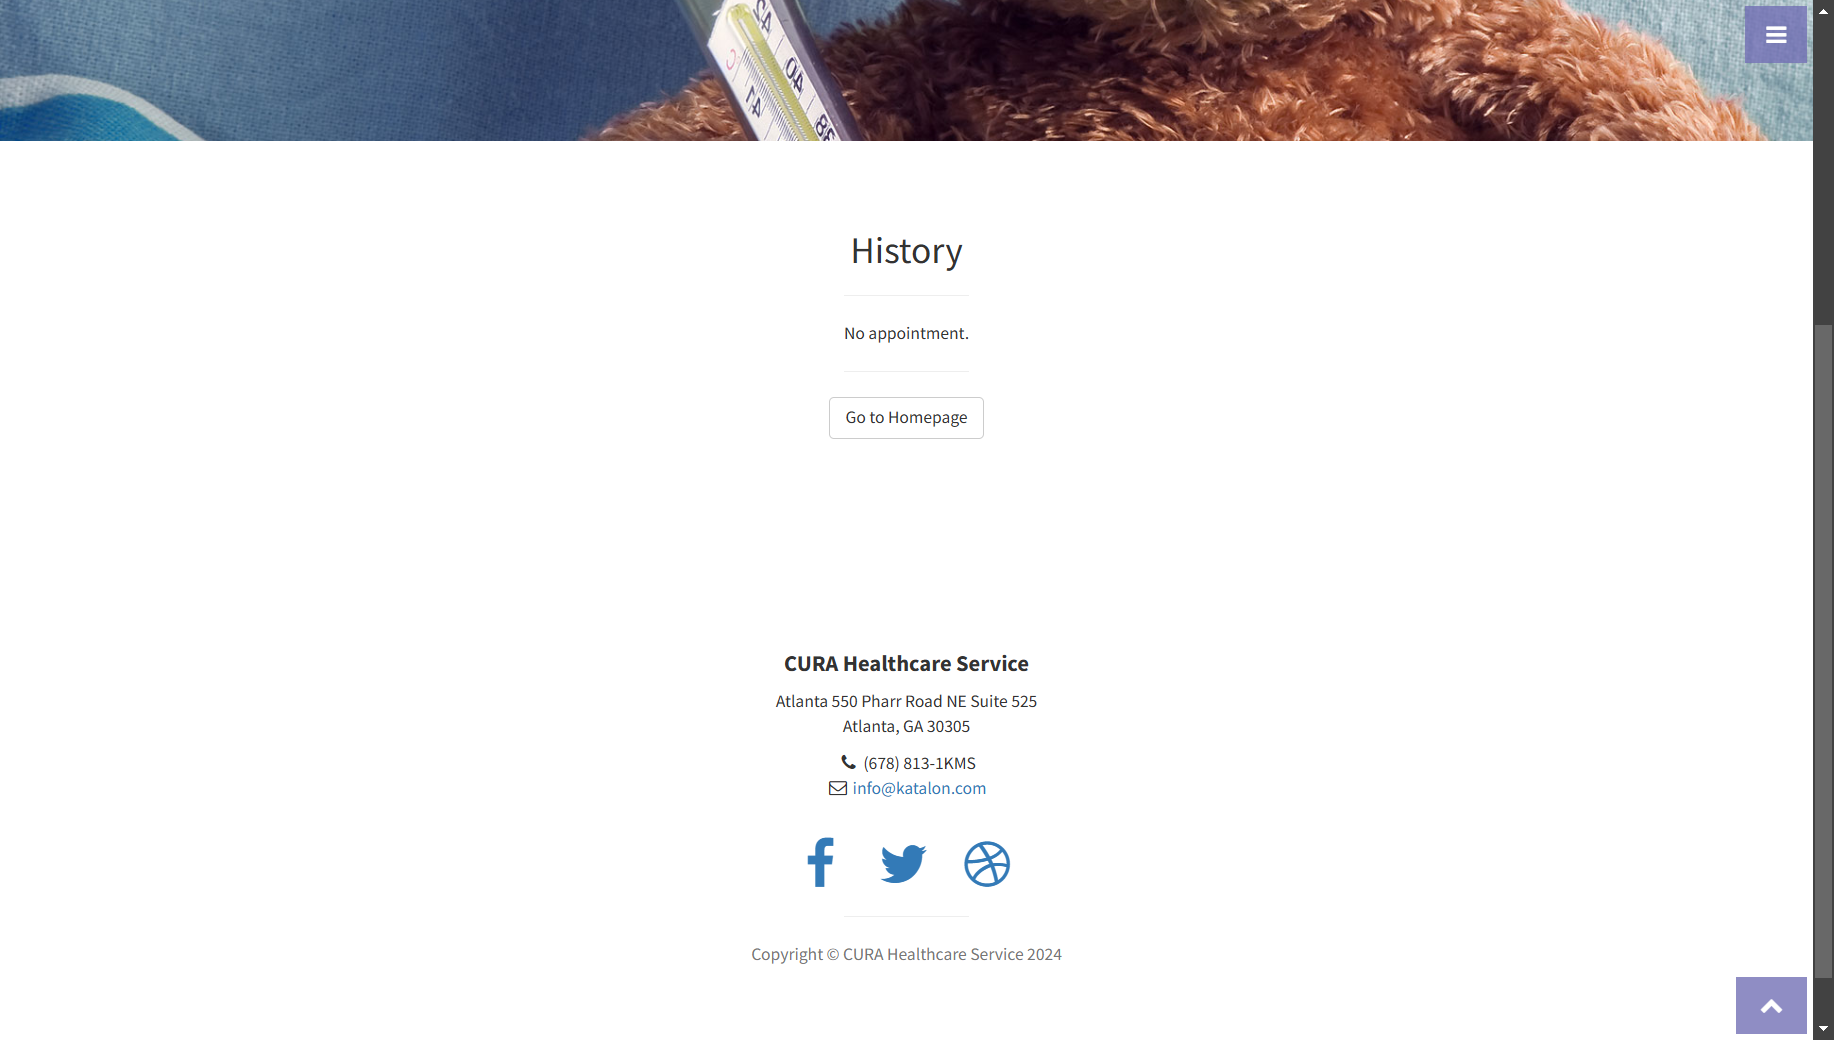 History
No appointment.
Go to Homepage
CURA Healthcare Service
Atlanta 550 Pharr Road NE Suite 525
Atlanta, GA 30305
(678) 813-1KMS
info@katalon.com
Copyright © CURA Healthcare Service 2024